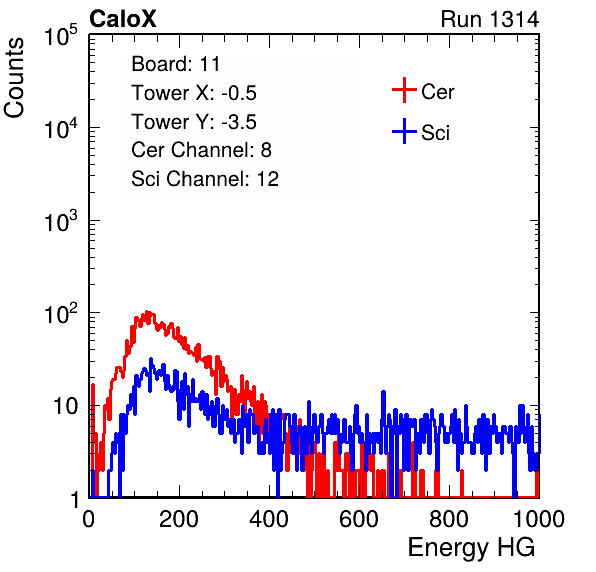 CaloX Run 1314
Counts
10^5
10^4
10^3
10^2
10
1
Board: 11
Tower X: -0.5
Tower Y: -3.5
Cer Channel: 8
Sci Channel: 12
Cer
Sci
0 200 400 600 800 1000
Energy HG